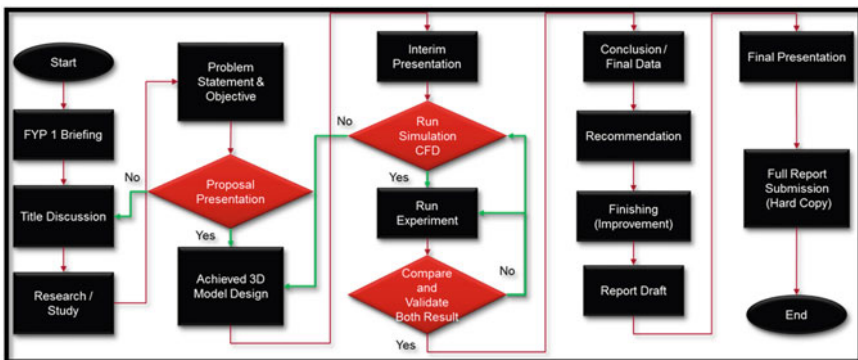 Start
FYP 1 Briefing
Title Discussion
Research /
Study
Problem
Statement &
Objective
No
Proposal
Presentation
Yes
Achieved 3D
Model Design
Interim
Presentation
No
Run
Simulation
CFD
Yes
Run
Experiment
Compare
and
Validate
Both Result
No
Yes
Conclusion /
Final Data
Recommendation
Finishing
(Improvement)
Report Draft
Final Presentation
Full Report
Submission
(Hard Copy)
End